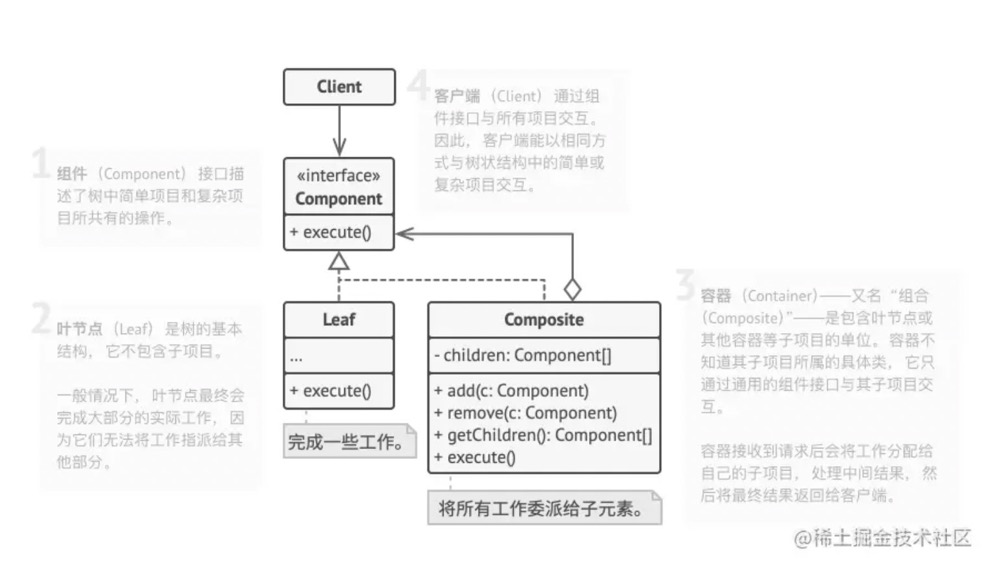 Client
4
客户端（Client） 通过组
件接口与所有项目交互。
因此， 客户端能以相同方
式与树状结构中的简单或
复杂项目交互。
1
组件（Component） 接口描
述了树中简单项目和复杂项
目所共有的操作。
«interface»
Component
+ execute()
2
叶节点（Leaf） 是树的基本
结构， 它不包含子项目。
一般情况下， 叶节点最终会
完成大部分的实际工作， 因
为它们无法将工作指派给其
他部分。
Leaf
...
+ execute()
完成一些工作。
Composite
- children: Component[]
+ add(c: Component)
+ remove(c: Component)
+ getChildren(): Component[]
+ execute()
将所有工作委派给子元素。
3
容器（Container)——又名 “组合
（Composite)”——是包含叶节点或
其他容器等子项目的单位。 容器不
知道其子项目所属的具体类， 它只
通过通用的组件接口与其子项目交
互。
容器接收到请求后会将工作分配给
自己的子项目， 处理中间结果， 然
后将最终结果返回给客户端。
@稀土掘金技术社区